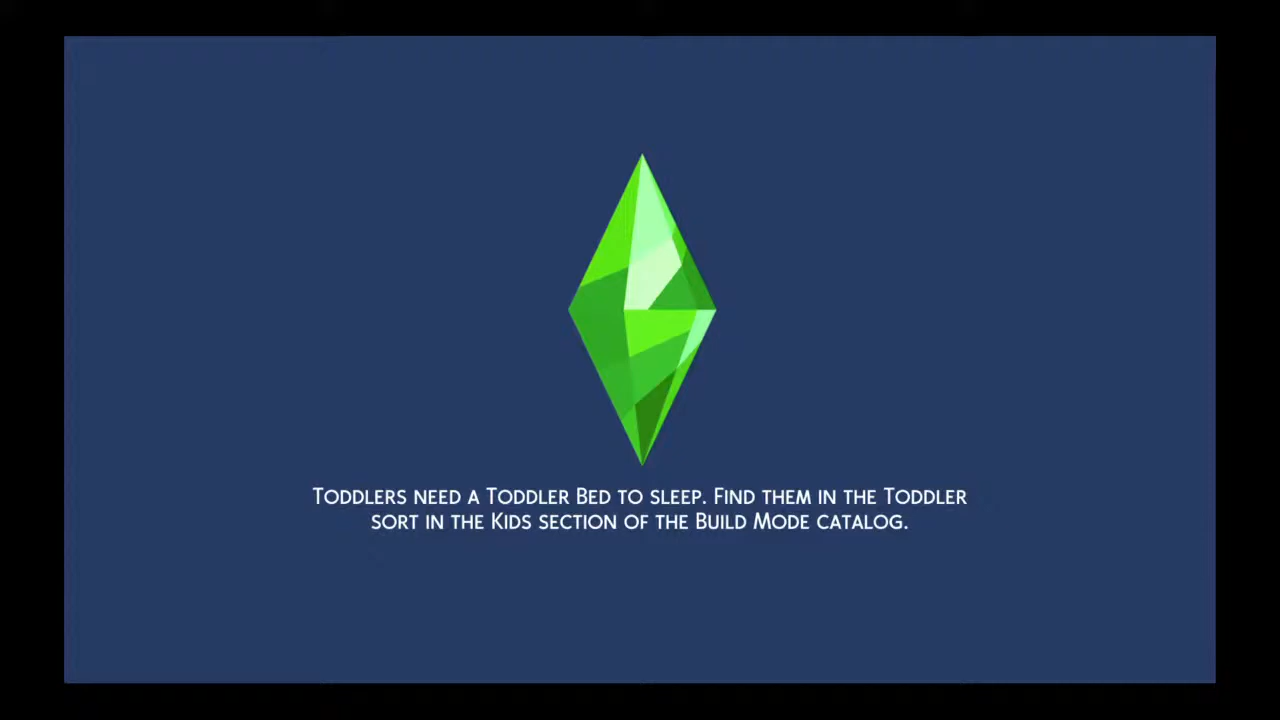 Toddlers need a Toddler Bed to sleep. Find them in the Toddler
sort in the Kids section of the Build Mode catalog.